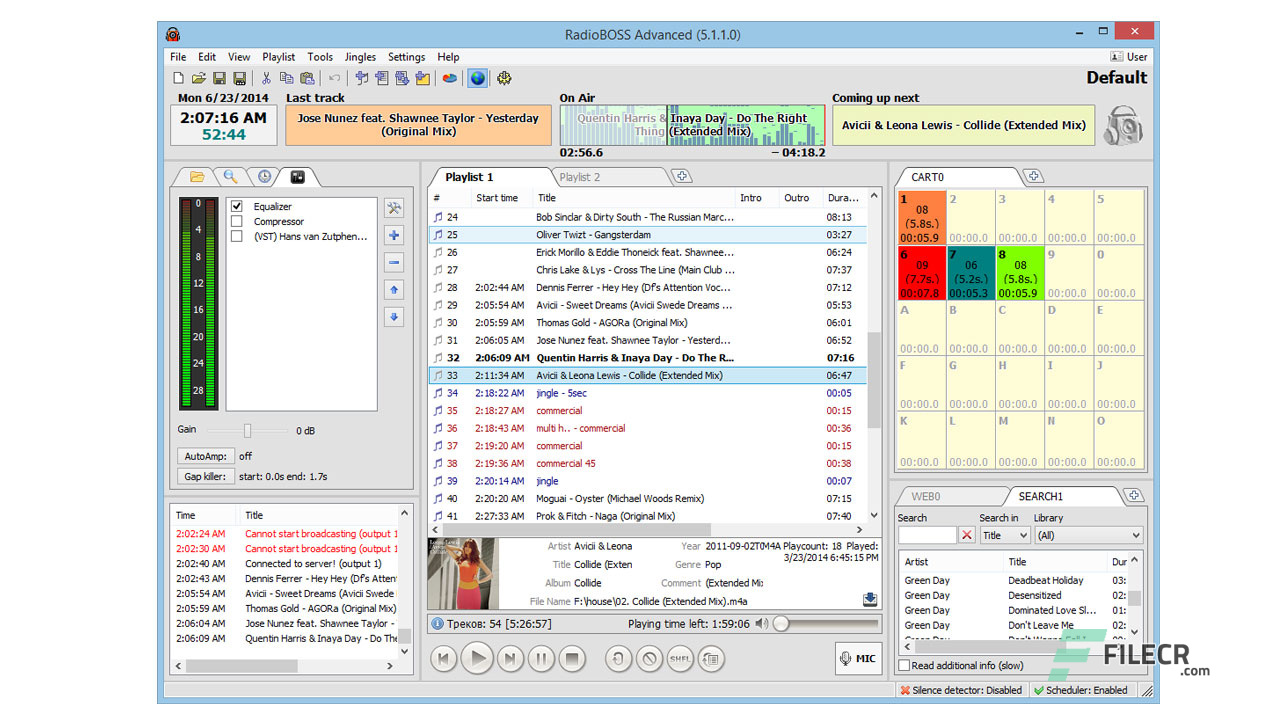 RadioBOSS Advanced (5.1.1.0)
File Edit View Playlist Tools Jingles Settings Help
User
Default
Mon 6/23/2014
2:07:16 AM
52:44
Last track
Jose Nunez feat. Shawnee Taylor - Yesterday
(Original Mix)
On Air
Quentin Harris & Inaya Day - Do The Right
Thing (Extended Mix)
02:56.6
– 04:18.2
Coming up next
Avicii & Leona Lewis - Collide (Extended Mix)
0
4
8
12
16
20
24
28
Equalizer
Compressor
(VST) Hans van Zutphen...
Gain 0 dB
AutoAmp: off
Gap killer: start: 0.0s end: 1.7s
Time Title
2:02:24 AM Cannot start broadcasting (output 1
2:02:30 AM Cannot start broadcasting (output 1
2:02:40 AM Connected to server! (output 1)
2:02:43 AM Dennis Ferrer - Hey Hey (Df's Attent
2:05:54 AM Avicii - Sweet Dreams (Avicii Swede
2:05:59 AM Thomas Gold - AGORa (Original Mix)
2:06:04 AM Jose Nunez feat. Shawnee Taylor -
2:06:09 AM Quentin Harris & Inaya Day - Do The
Playlist 1 Playlist 2
# Start time Title Intro Outro Dura...
24 Bob Sinclar & Dirty South - The Russian Marc... 08:13
25 Oliver Twizt - Gangsterdam 03:27
26 Erick Morillo & Eddie Thoneick feat. Shawnee... 06:24
27 Chris Lake & Lys - Cross The Line (Main Club ... 07:37
28 2:02:44 AM Dennis Ferrer - Hey Hey (Df's Attention Voc... 07:12
29 2:05:54 AM Avicii - Sweet Dreams (Avicii Swede Dreams ... 05:53
30 2:05:59 AM Thomas Gold - AGORa (Original Mix) 06:01
31 2:06:05 AM Jose Nunez feat. Shawnee Taylor - Yesterd... 06:52
32 2:06:09 AM Quentin Harris & Inaya Day - Do The R... 07:16
33 2:11:34 AM Avicii & Leona Lewis - Collide (Extended Mix) 06:47
34 2:18:22 AM jingle - 5sec 00:05
35 2:18:27 AM commercial 00:15
36 2:18:43 AM multi h.. - commercial 00:36
37 2:19:20 AM commercial 00:15
38 2:19:36 AM commercial 45 00:38
39 2:20:14 AM jingle 00:07
40 2:20:20 AM Moguai - Oyster (Michael Woods Remix) 07:15
41 2:27:33 AM Prok & Fitch - Naga (Original Mix) 07:40
Artist Avicii & Leona Year 2011-09-02T0M4A Playcount: 18 Played:
3/23/2014 6:45:15 PM
Title Collide (Exten Genre Pop
Album Collide Comment (Extended Mi:
File Name F:\house\02. Collide (Extended Mix).m4a
Треков: 54 [5:26:57] Playing time left: 1:59:06
SHFL
MIC
CART0
1 2 3 4 5
08
(5.8s.)
00:05.9 00:00.0 00:00.0 00:00.0 00:00.0
6 7 8 9 0
09 06 08
(7.7s.) (5.2s.) (5.8s.)
00:07.8 00:05.3 00:05.9 00:00.0 00:00.0
A B C D E
00:00.0 00:00.0 00:00.0 00:00.0 00:00.0
F G H I J
00:00.0 00:00.0 00:00.0 00:00.0 00:00.0
K L M N O
00:00.0 00:00.0 00:00.0 00:00.0 00:00.0
WEB0 SEARCH1
Search Search in Library
Title (All)
Artist Title Dur
Green Day Deadbeat Holiday 03:
Green Day Desensitized 02:
Green Day Dominated Love Sl... 01:
Green Day Don't Leave Me 02:
Read additional info (slow)
Silence detector: Disabled Scheduler: Enabled
FILECR
.com